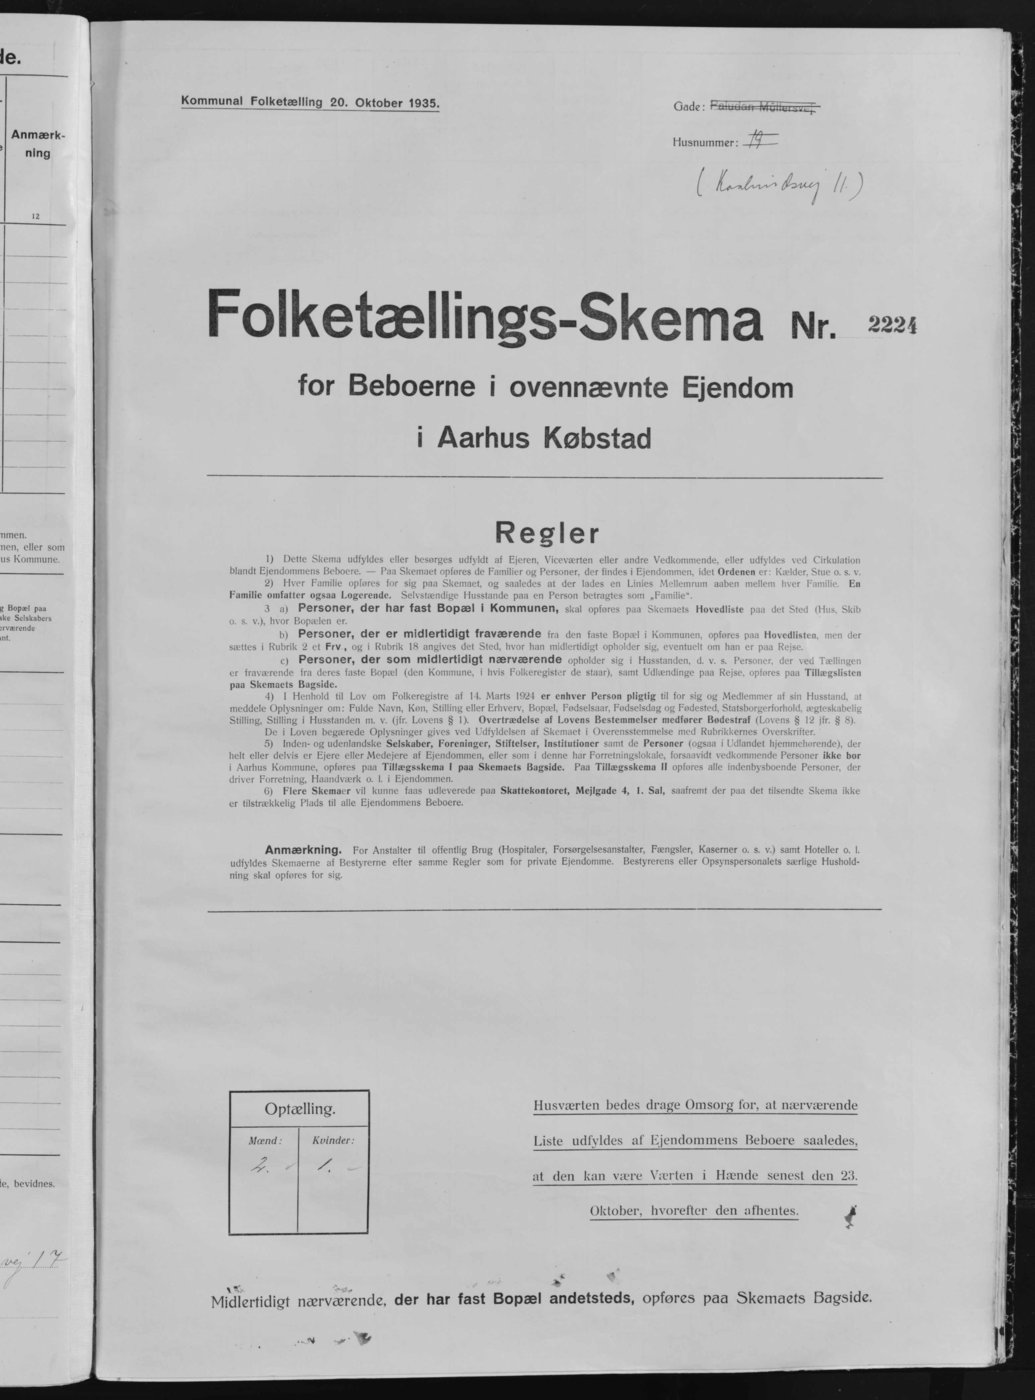 de.
Anmærk-
ning
12
mmen.
men, eller som
us Kommune.
g Bopæl paa
ske Selskabers
erværende
ant.
le, bevidnes.
vej 17
Kommunal Folketælling 20. Oktober 1935.
Gade: Paludan Müllersvej.
Husnummer: 19
( 11.)
Folketællings-Skema Nr. 2224
for Beboerne i ovennævnte Ejendom
i Aarhus Købstad
Regler
1) Dette Skema udfyldes eller besørges udfyldt af Ejeren, Viceværten eller andre Vedkommende, eller udfyldes ved Cirkulation
blandt Ejendommens Beboere. — Paa Skemaet opføres de Familier og Personer, der findes i Ejendommen, idet Ordenen er: Kælder, Stue o. s. v.
2) Hver Familie opføres for sig paa Skemaet, og saaledes at der lades en Linies Mellemrum aaben mellem hver Familie. En
Familie omfatter ogsaa Logerende. Selvstændige Husstande paa en Person betragtes som „Familie“.
3 a) Personer, der har fast Bopæl i Kommunen, skal opføres paa Skemaets Hovedliste paa det Sted (Hus, Skib
o. s. v.), hvor Bopælen er.
b) Personer, der er midlertidigt fraværende fra den faste Bopæl i Kommunen, opføres paa Hovedlisten, men der
sættes i Rubrik 2 et Frv., og i Rubrik 18 angives det Sted, hvor han midlertidigt opholder sig, eventuelt om han er paa Rejse.
c) Personer, der som midlertidigt nærværende opholder sig i Husstanden, d. v. s. Personer, der ved Tællingen
er fraværende fra deres faste Bopæl (den Kommune, i hvis Folkeregister de staar), samt Udlændinge paa Rejse, opføres paa Tillægslisten
paa Skemaets Bagside.
4) I Henhold til Lov om Folkeregistre af 14. Marts 1924 er enhver Person pligtig til for sig og Medlemmer af sin Husstand, at
meddele Oplysninger om: Fulde Navn, Køn, Stilling eller Erhverv, Bopæl, Fødselsaar, Fødselsdag og Fødested, Statsborgerforhold, ægteskabelig
Stilling, Stilling i Husstanden m. v. (jfr. Lovens § 1). Overtrædelse af Lovens Bestemmelser medfører Bødestraf (Lovens § 12 jfr. § 8).
De i Loven begærede Oplysninger gives ved Udfyldelsen af Skemaet i Overensstemmelse med Rubrikkernes Overskrifter.
5) Inden- og udenlandske Selskaber, Foreninger, Stiftelser, Institutioner samt de Personer (ogsaa i Udlandet hjemmehørende), der
helt eller delvis er Ejere eller Medejere af Ejendommen, eller som i denne har Forretningslokale, forsaavidt vedkommende Personer ikke bor
i Aarhus Kommune, opføres paa Tillægsskema I paa Skemaets Bagside. Paa Tillægsskema II opføres alle indenbysboende Personer, der
driver Forretning, Haandværk o. l. i Ejendommen.
6) Flere Skemaer vil kunne faas udleverede paa Skattekontoret, Mejlgade 4, 1. Sal, saafremt der paa det tilsendte Skema ikke
er tilstrækkelig Plads til alle Ejendommens Beboere.
Anmærkning. For Anstalter til offentlig Brug (Hospitaler, Forsørgelsesanstalter, Fængsler, Kaserner o. s. v.) samt Hoteller o. l.
udfyldes Skemaerne af Bestyrerne efter samme Regler som for private Ejendomme. Bestyrerens eller Opsynspersonalets særlige Hushold-
ning skal opføres for sig.
Optælling.
Mænd: Kvinder:
2. 1.
Husværten bedes drage Omsorg for, at nærværende
Liste udfyldes af Ejendommens Beboere saaledes,
at den kan være Værten i Hænde senest den 23.
Oktober, hvorefter den afhentes.
Midlertidigt nærværende, der har fast Bopæl andetsteds, opføres paa Skemaets Bagside.